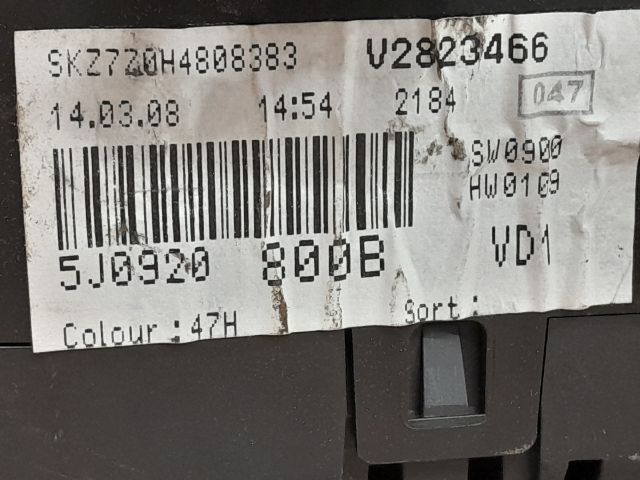 SKZ7Z0H4808383 V2823466
14.03.08 14:54 2184 047
SW0900
HW0109
5J0920 800B VD1
Colour : 47H Sort :